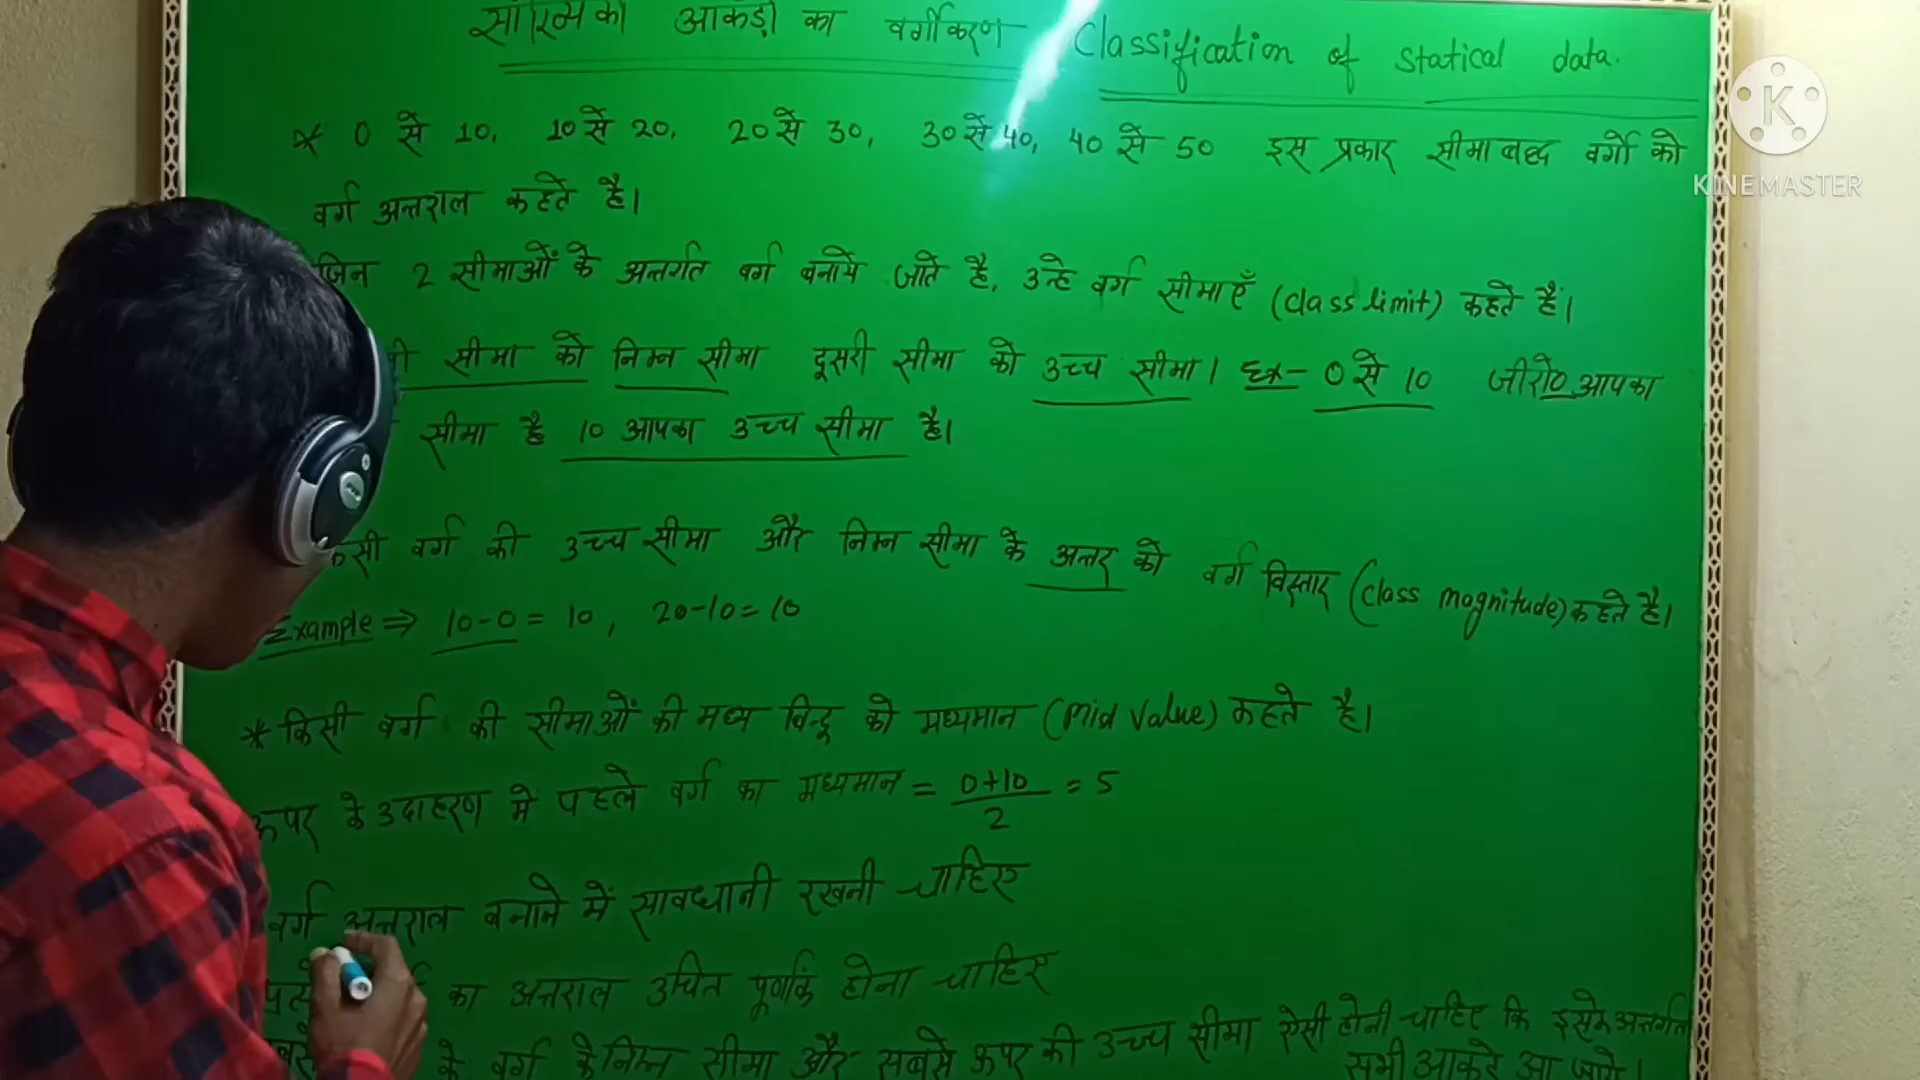 सांख्यिकी आकड़ो का वर्गीकरण Classification of Statical data.
* 0 से 10, 10 से 20, 20 से 30, 30 से 40, 40 से 50 इस प्रकार सीमा बद्ध वर्गो को
वर्ग अन्तराल कहते है।
जिन 2 सीमाओं के अन्तर्गत वर्ग बनाये जाते है, उन्हे वर्ग सीमाएँ (class limit) कहते हैं।
सीमा को निम्न सीमा दूसरी सीमा को उच्च सीमा। Ex- 0 से 10 जीरो 0 आपका
सीमा है 10 आपका उच्च सीमा है।
किसी वर्ग की उच्च सीमा और निम्न सीमा के अन्तर को वर्ग विस्तार (class magnitude) कहते है।
Example ⇒ 10-0 = 10, 20-10=10
* किसी वर्ग की सीमाओं की मध्य बिन्दू को मध्यमान (Mid Value) कहते है।
ऊपर के उदाहरण में पहले वर्ग का मध्यमान = 0+10/2 = 5
वर्ग अन्तराल बनाने में सावधानी रखनी चाहिए
का अन्तराल उचित पूर्णांक होना चाहिए
के वर्ग के निम्न सीमा और सबसे ऊपर की उच्च सीमा ऐसी होनी चाहिए कि इसके अन्तर्गत
सभी आकडे आ जाये।
KINEMASTER